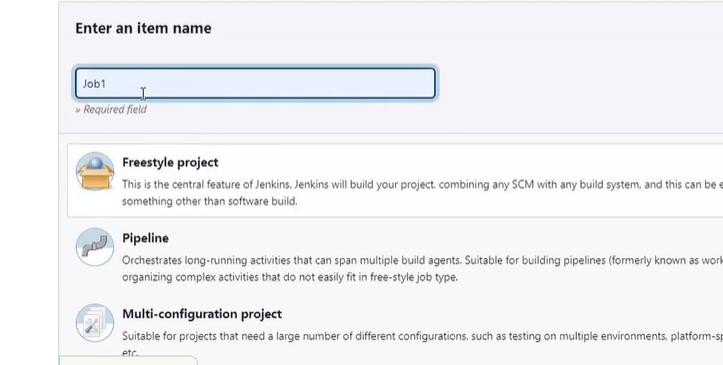 Enter an item name
Job1
» Required field
Freestyle project
This is the central feature of Jenkins. Jenkins will build your project, combining any SCM with any build system, and this can be e
something other than software build.
Pipeline
Orchestrates long-running activities that can span multiple build agents. Suitable for building pipelines (formerly known as work
organizing complex activities that do not easily fit in free-style job type.
Multi-configuration project
Suitable for projects that need a large number of different configurations, such as testing on multiple environments, platform-sp
etc.